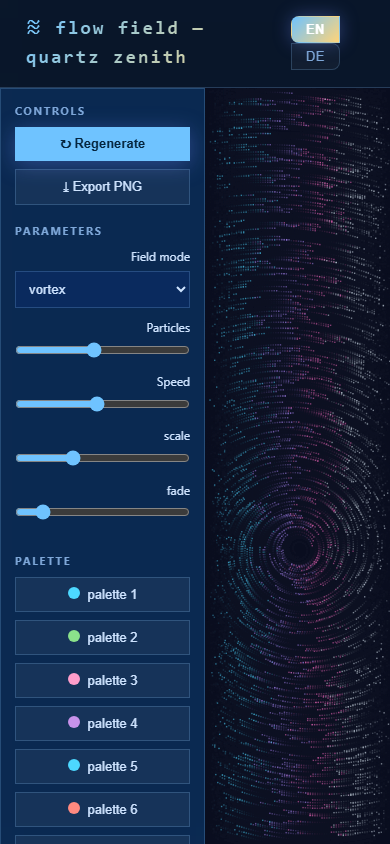 ≋ flow field —
quartz zenith
EN
DE
CONTROLS
↻ Regenerate
⤓ Export PNG
PARAMETERS
Field mode
vortex
Particles
Speed
scale
fade
PALETTE
palette 1
palette 2
palette 3
palette 4
palette 5
palette 6